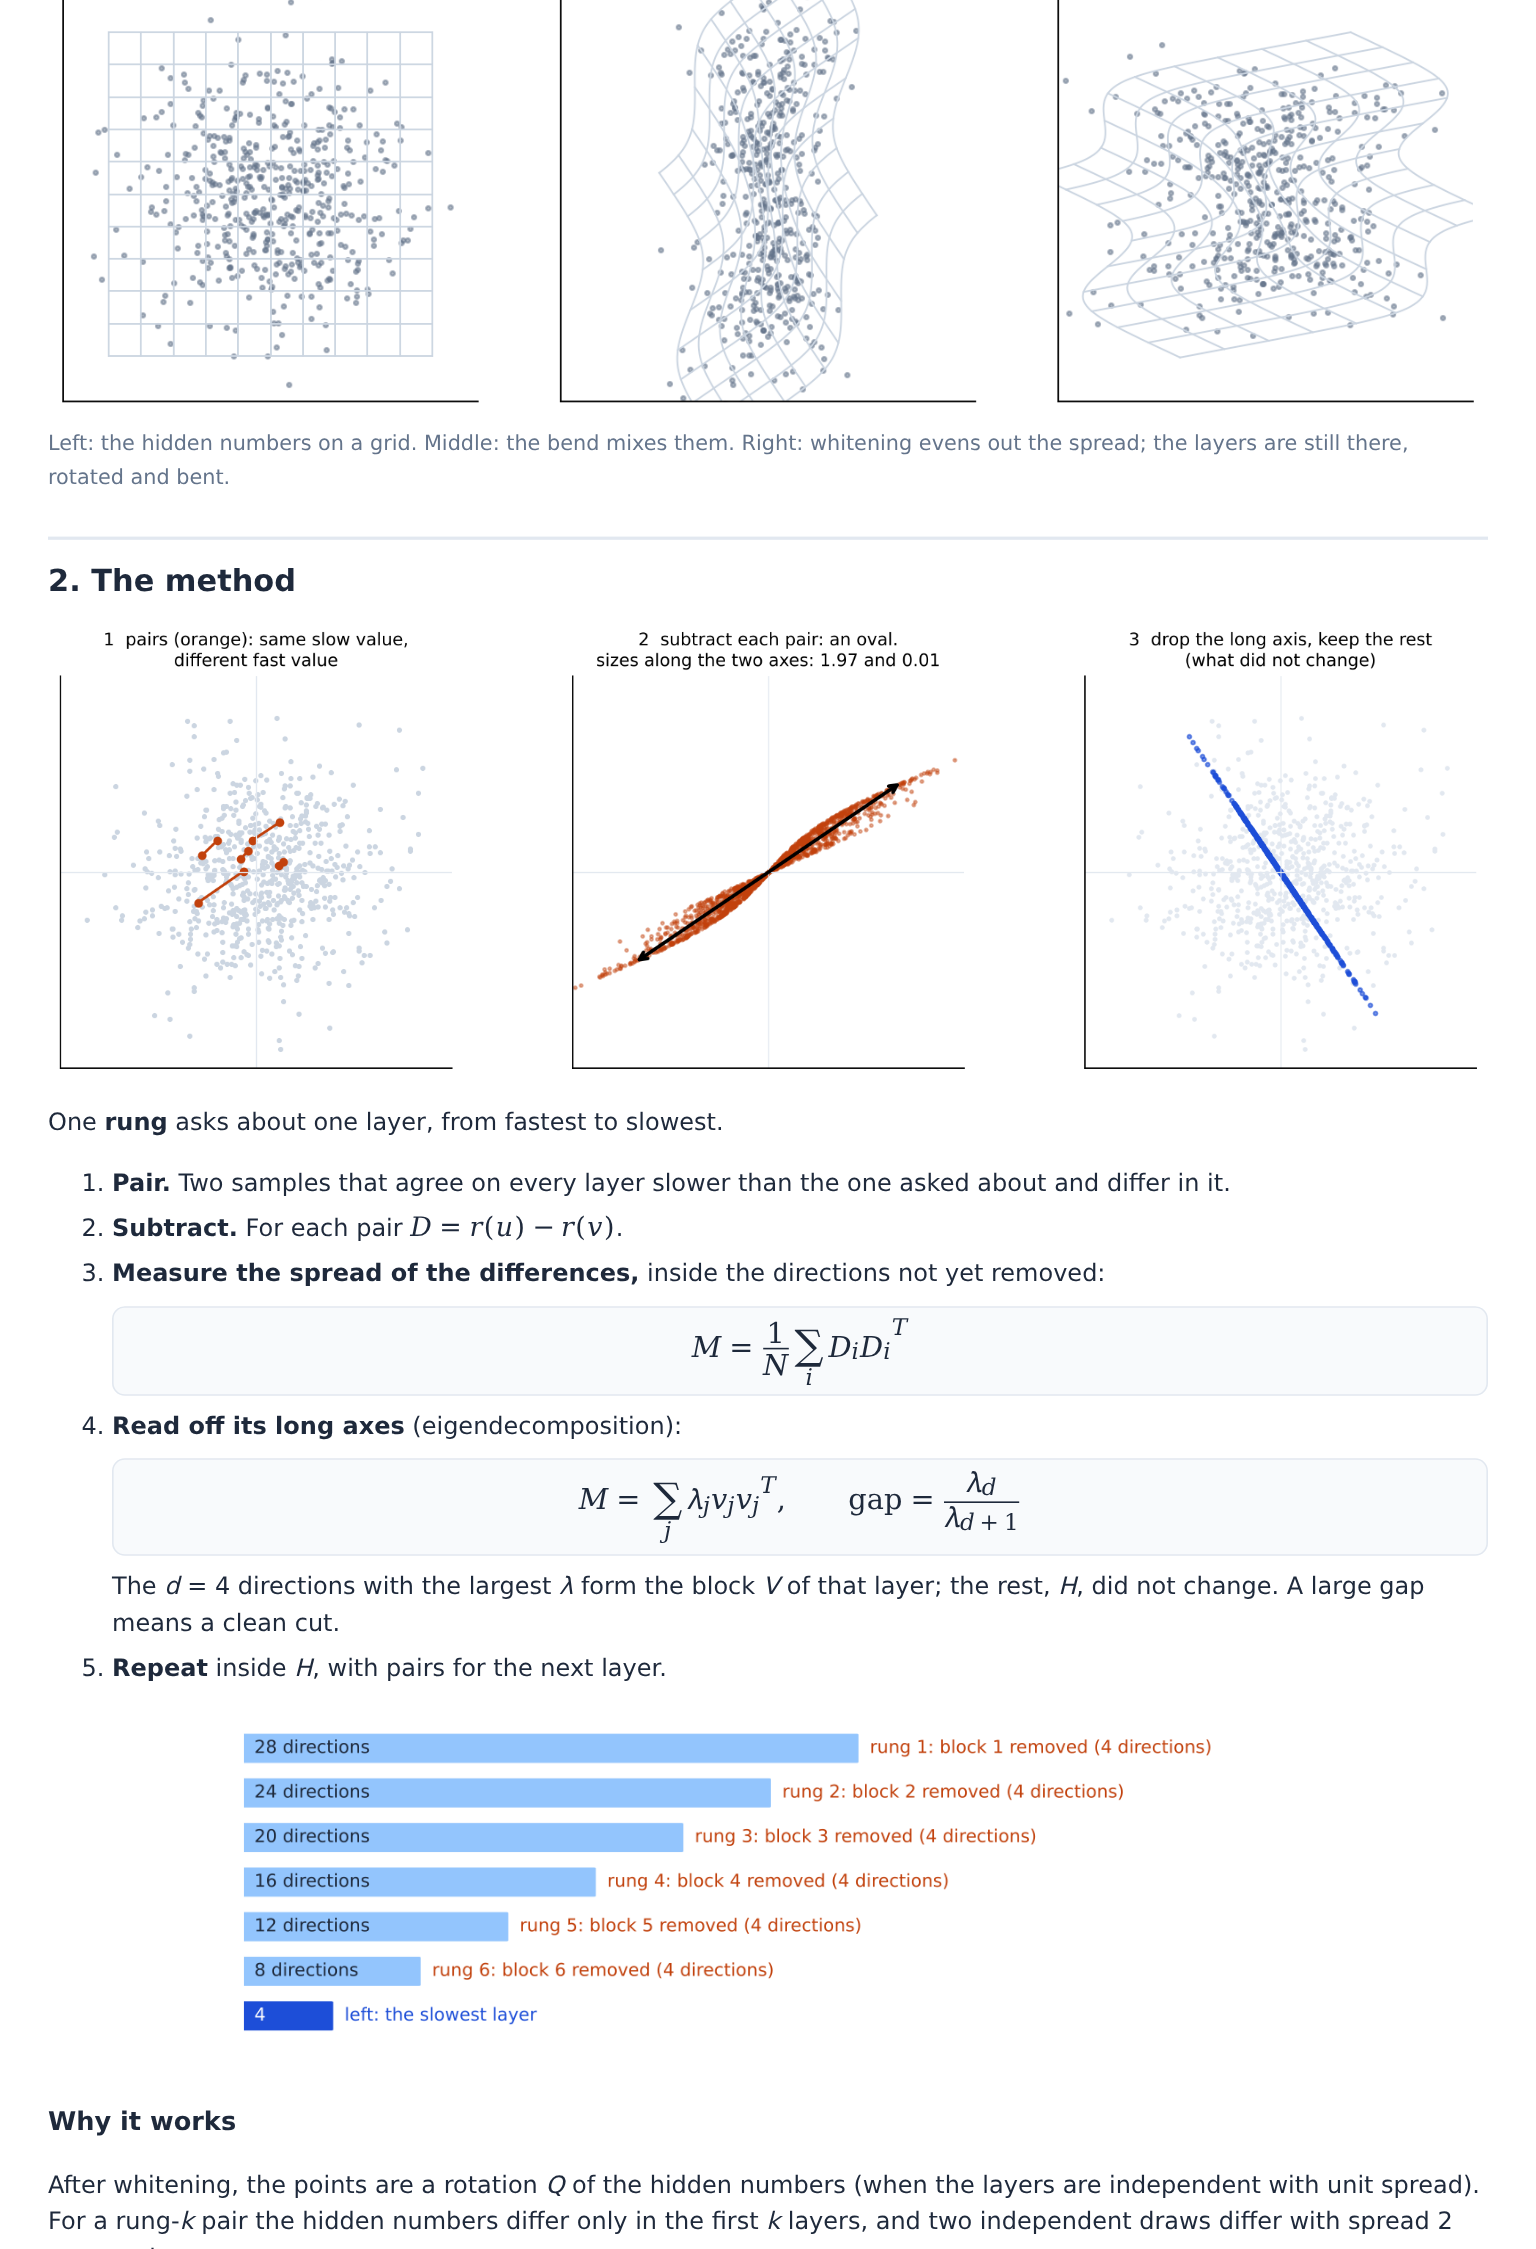 Left: the hidden numbers on a grid. Middle: the bend mixes them. Right: whitening evens out the spread; the layers are still there,
rotated and bent.
2. The method
1 pairs (orange): same slow value,
different fast value
2 subtract each pair: an oval.
sizes along the two axes: 1.97 and 0.01
3 drop the long axis, keep the rest
(what did not change)
One rung asks about one layer, from fastest to slowest.
1. Pair. Two samples that agree on every layer slower than the one asked about and differ in it.
2. Subtract. For each pair D = r(u) − r(v).
3. Measure the spread of the differences, inside the directions not yet removed:
M = 1/N ∑_i D_i D_i^T
4. Read off its long axes (eigendecomposition):
M = ∑_j λ_j v_j v_j^T, gap = λ_d / λ_{d + 1}
The d = 4 directions with the largest λ form the block V of that layer; the rest, H, did not change. A large gap
means a clean cut.
5. Repeat inside H, with pairs for the next layer.
28 directions rung 1: block 1 removed (4 directions)
24 directions rung 2: block 2 removed (4 directions)
20 directions rung 3: block 3 removed (4 directions)
16 directions rung 4: block 4 removed (4 directions)
12 directions rung 5: block 5 removed (4 directions)
8 directions rung 6: block 6 removed (4 directions)
4 left: the slowest layer
Why it works
After whitening, the points are a rotation Q of the hidden numbers (when the layers are independent with unit spread).
For a rung-k pair the hidden numbers differ only in the first k layers, and two independent draws differ with spread 2